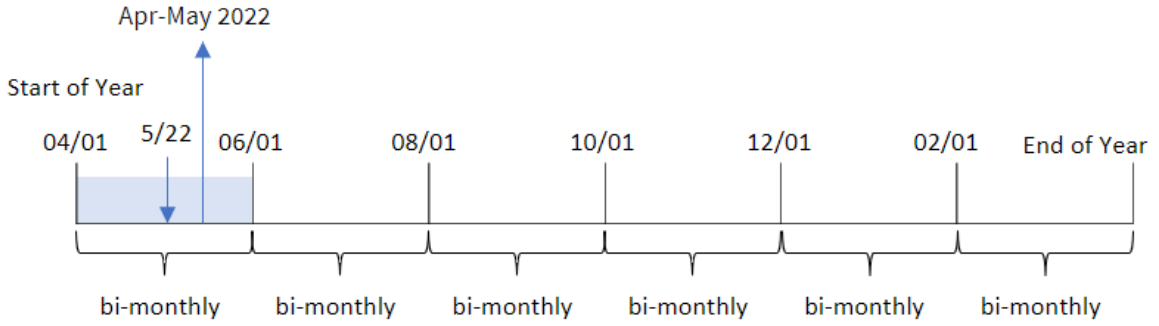 Apr-May 2022
Start of Year
04/01 5/22 06/01 08/01 10/01 12/01 02/01 End of Year
bi-monthly bi-monthly bi-monthly bi-monthly bi-monthly bi-monthly